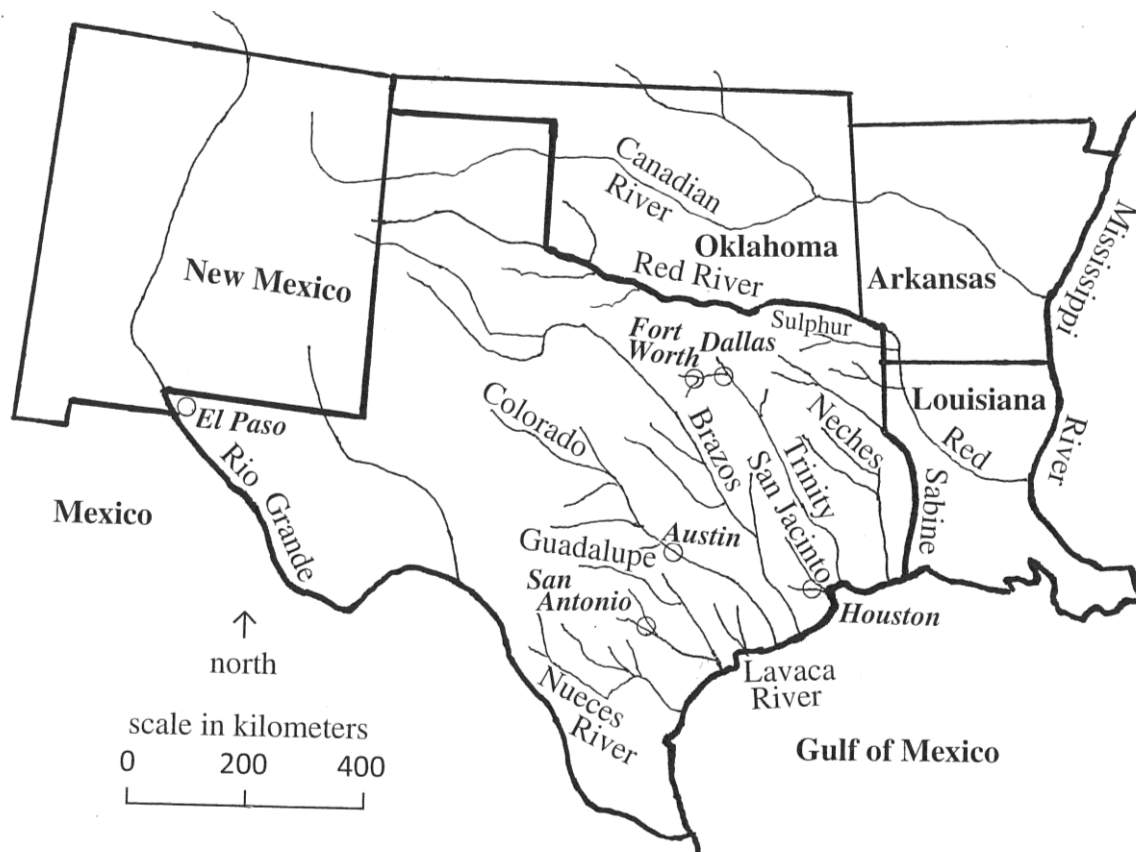 Canadian
River
Mississippi
River
Oklahoma
New Mexico
Red River
Arkansas
Sulphur
Fort
Worth
Dallas
Louisiana
El Paso
Colorado
Brazos
San Jacinto
Trinity
Neches
Sabine
Red
Rio Grande
Mexico
Austin
Guadalupe
San
Antonio
Houston
north
Nueces
River
Lavaca
River
Gulf of Mexico
scale in kilometers
0 200 400